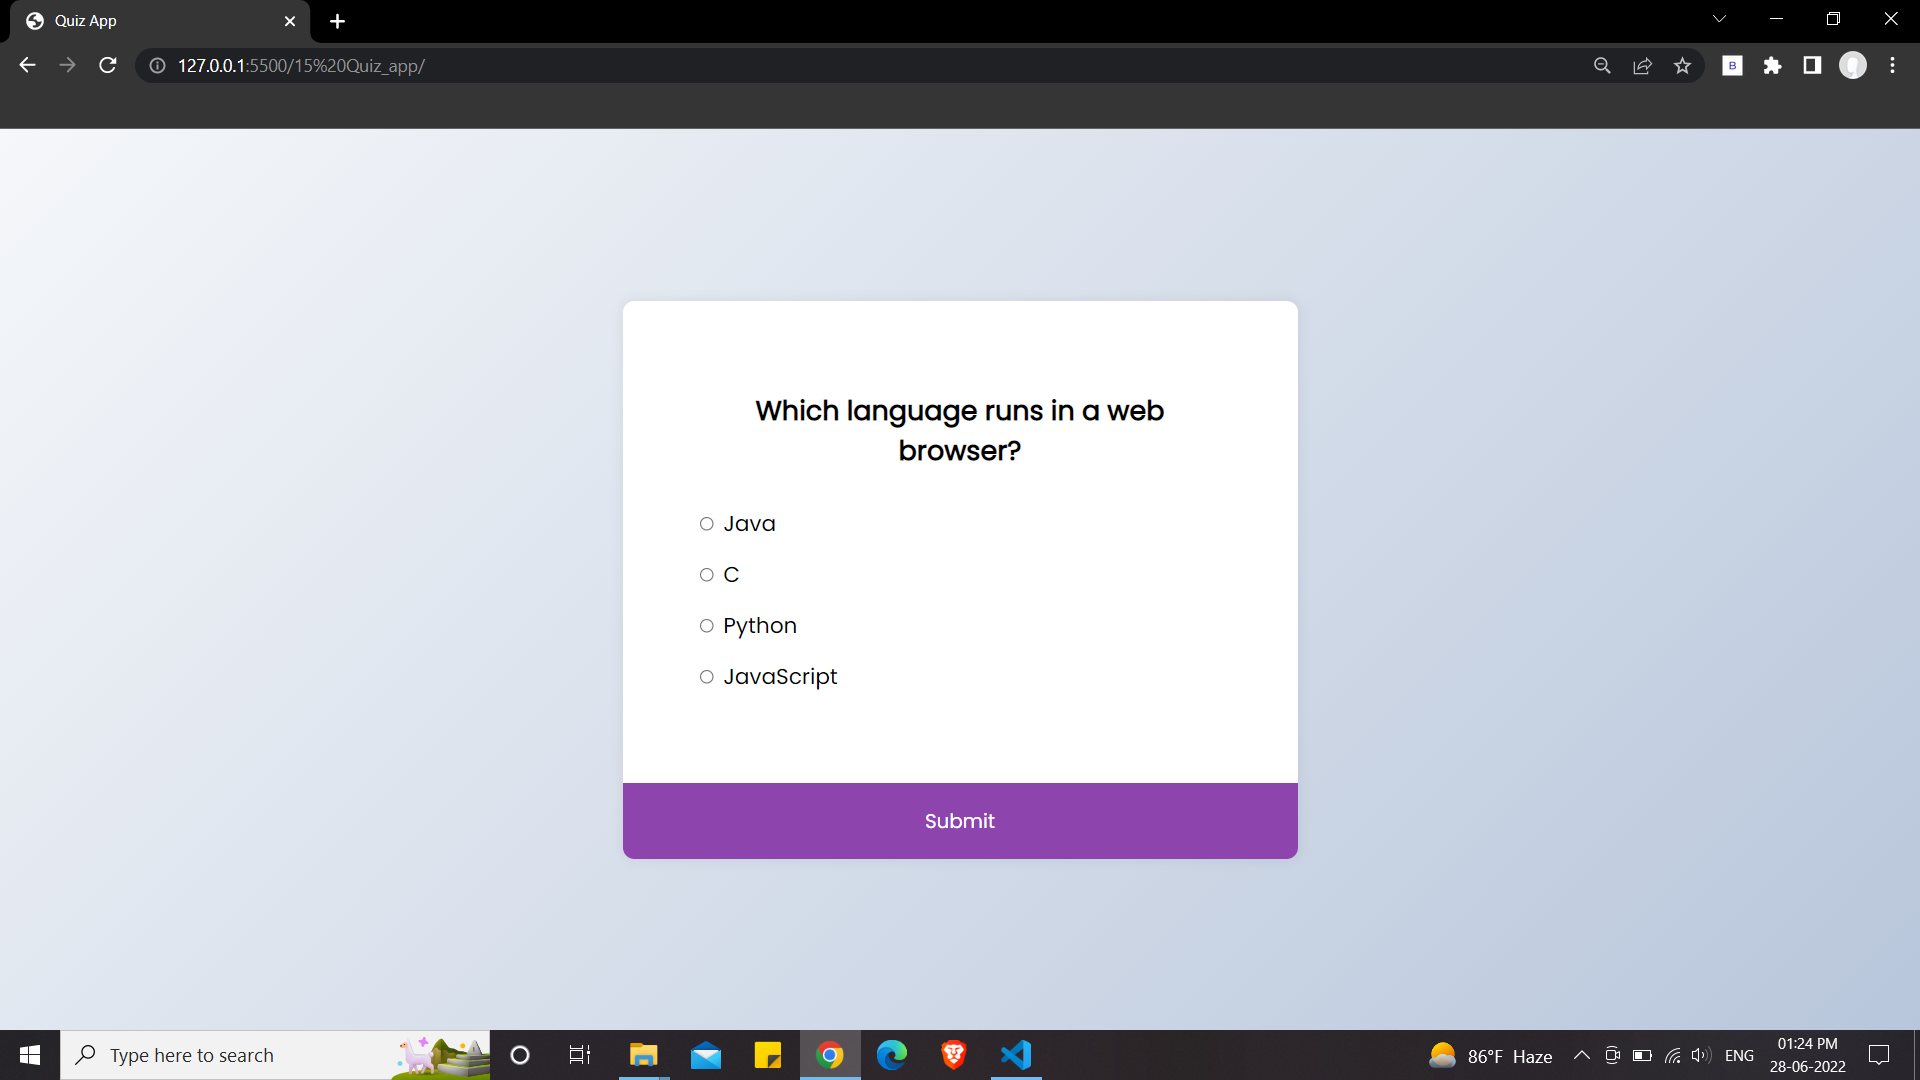 Quiz App
127.0.0.1:5500/15%20Quiz_app/
B
Which language runs in a web
browser?
Java
C
Python
JavaScript
Submit
Type here to search
86°F Haze
ENG
01:24 PM
28-06-2022